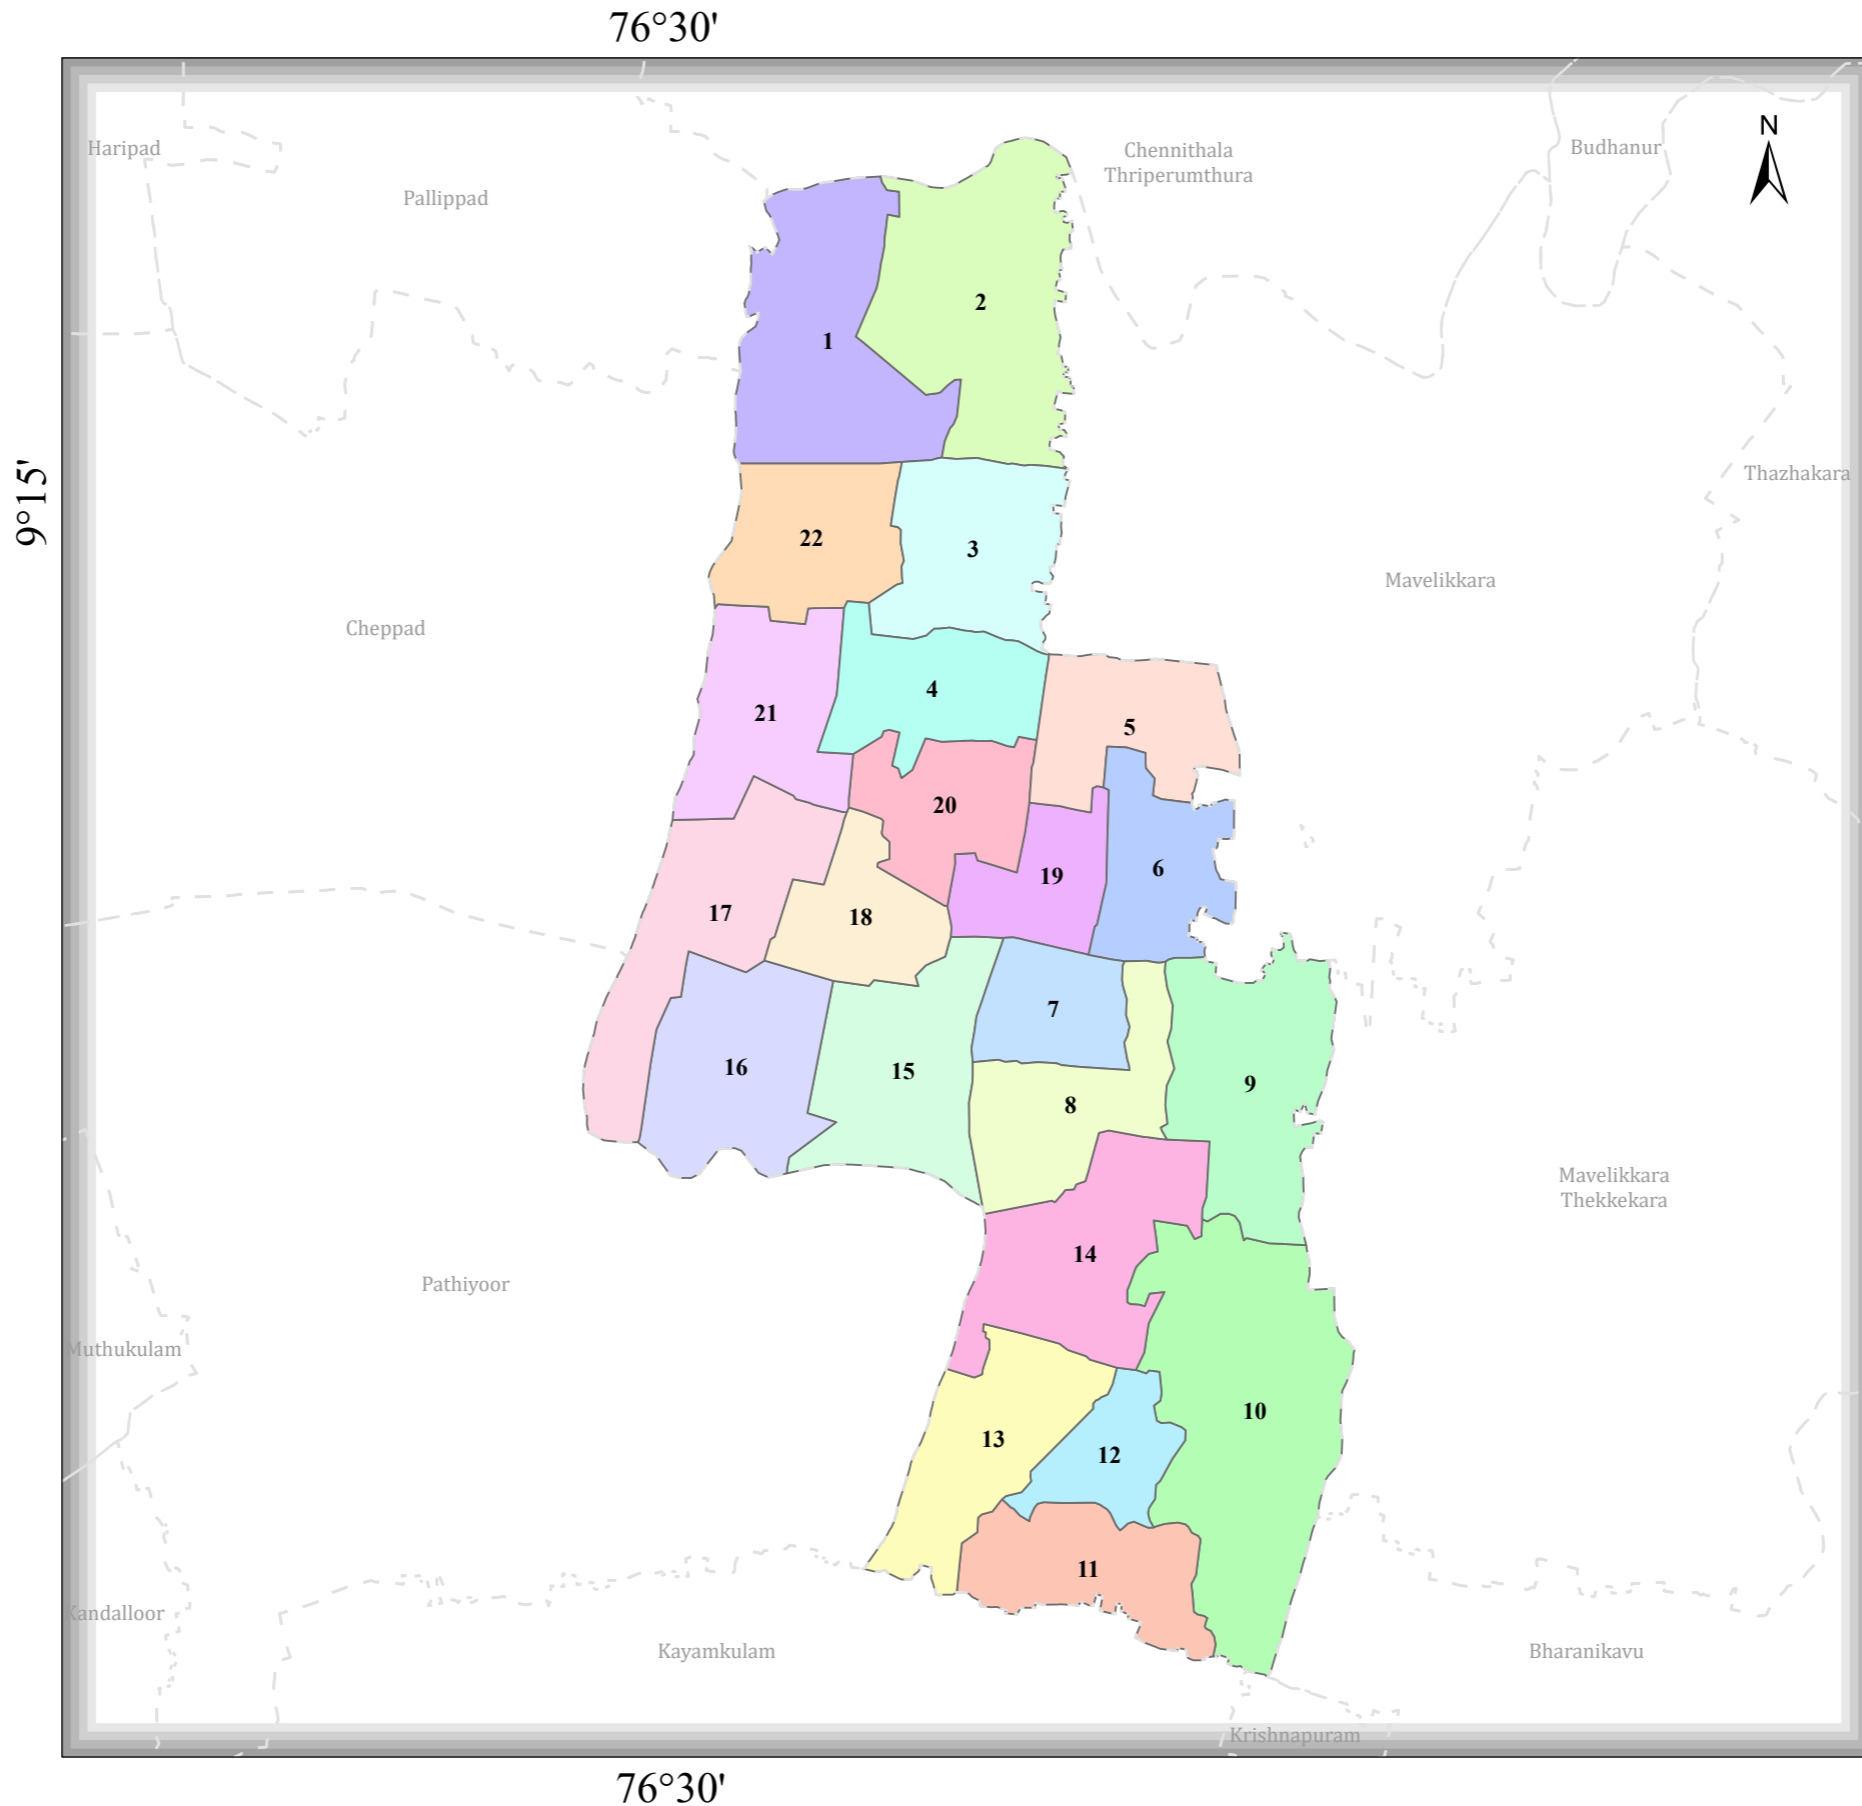 76°30'
N
Haripad
Budhanur
Chennithala
Thriperumthura
Pallippad
2
1
9°15'
Thazhakara
22
3
Mavelikkara
Cheppad
4
21
5
20
6
19
17
18
7
16
15
9
8
Mavelikkara
Thekkekara
14
Pathiyoor
Muthukulam
10
13
12
11
Kandalloor
Kayamkulam
Bharanikavu
Krishnapuram
76°30'